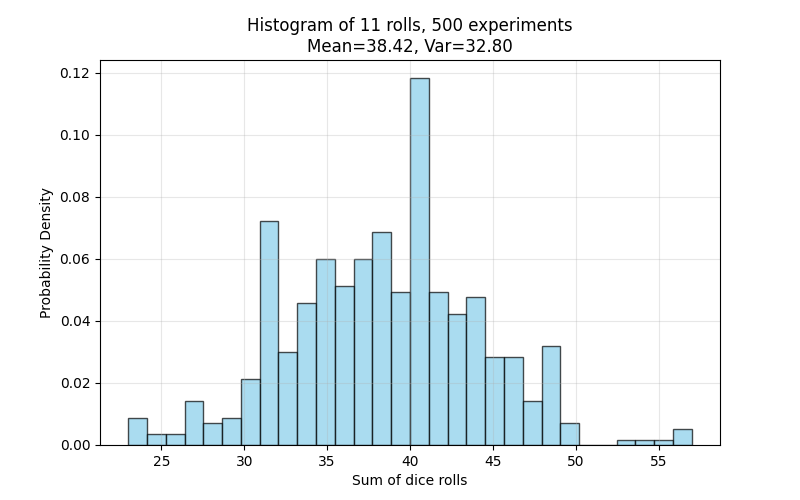 Histogram of 11 rolls, 500 experiments
Mean=38.42, Var=32.80
0.12
0.10
0.08
0.06
0.04
0.02
0.00
Probability Density
25 30 35 40 45 50 55
Sum of dice rolls